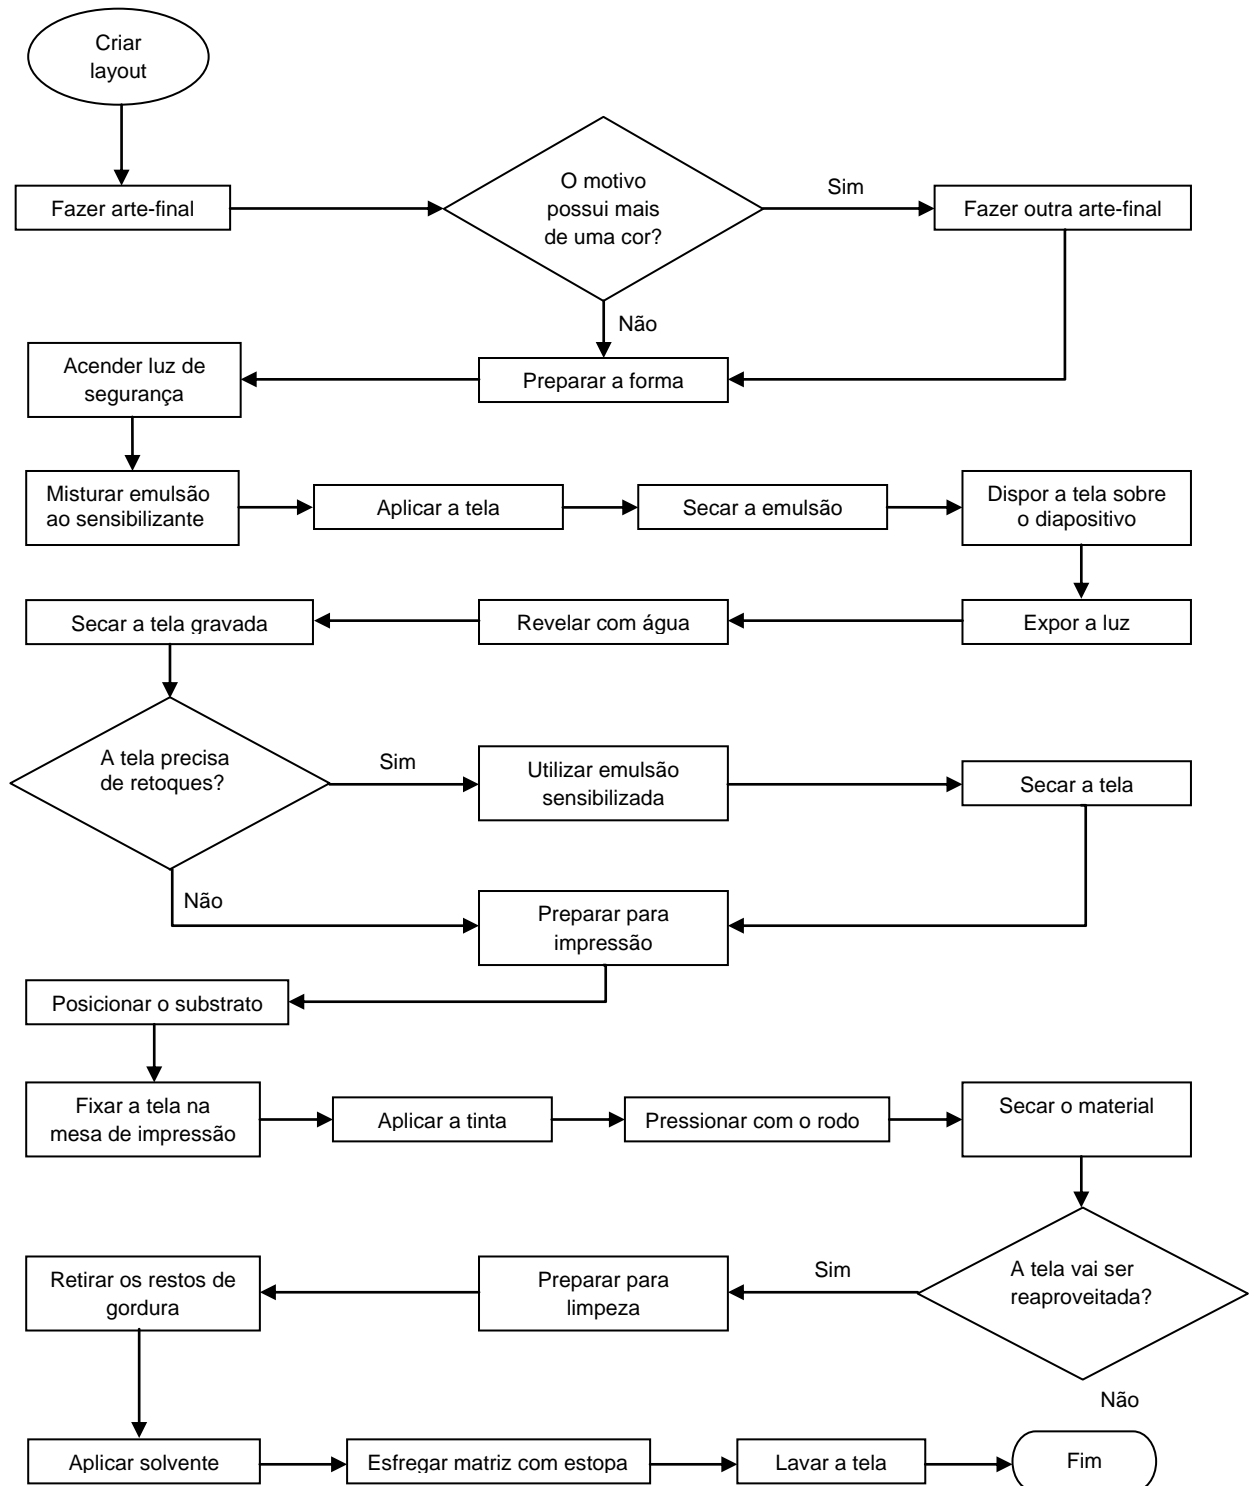 Criar
layout
Fazer arte-final
O motivo
possui mais
de uma cor?
Sim
Fazer outra arte-final
Não
Preparar a forma
Acender luz de
segurança
Misturar emulsão
ao sensibilizante
Aplicar a tela
Secar a emulsão
Dispor a tela sobre
o diapositivo
Expor a luz
Revelar com água
Secar a tela gravada
A tela precisa
de retoques?
Sim
Utilizar emulsão
sensibilizada
Secar a tela
Não
Preparar para
impressão
Posicionar o substrato
Fixar a tela na
mesa de impressão
Aplicar a tinta
Pressionar com o rodo
Secar o material
A tela vai ser
reaproveitada?
Sim
Preparar para
limpeza
Retirar os restos de
gordura
Não
Aplicar solvente
Esfregar matriz com estopa
Lavar a tela
Fim